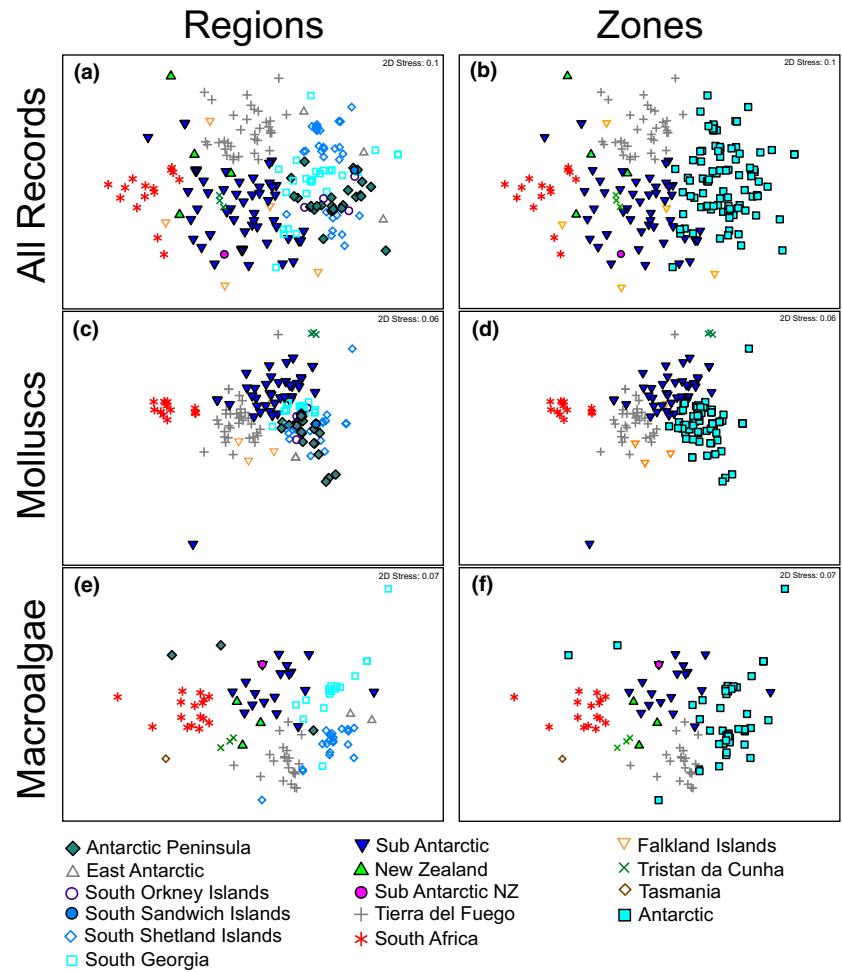 Regions
Zones
All Records
(a)
2D Stress: 0.1
(b)
2D Stress: 0.1
Molluscs
(c)
2D Stress: 0.06
(d)
2D Stress: 0.06
Macroalgae
(e)
2D Stress: 0.07
(f)
2D Stress: 0.07
Antarctic Peninsula
East Antarctic
South Orkney Islands
South Sandwich Islands
South Shetland Islands
South Georgia
Sub Antarctic
New Zealand
Sub Antarctic NZ
Tierra del Fuego
South Africa
Falkland Islands
Tristan da Cunha
Tasmania
Antarctic